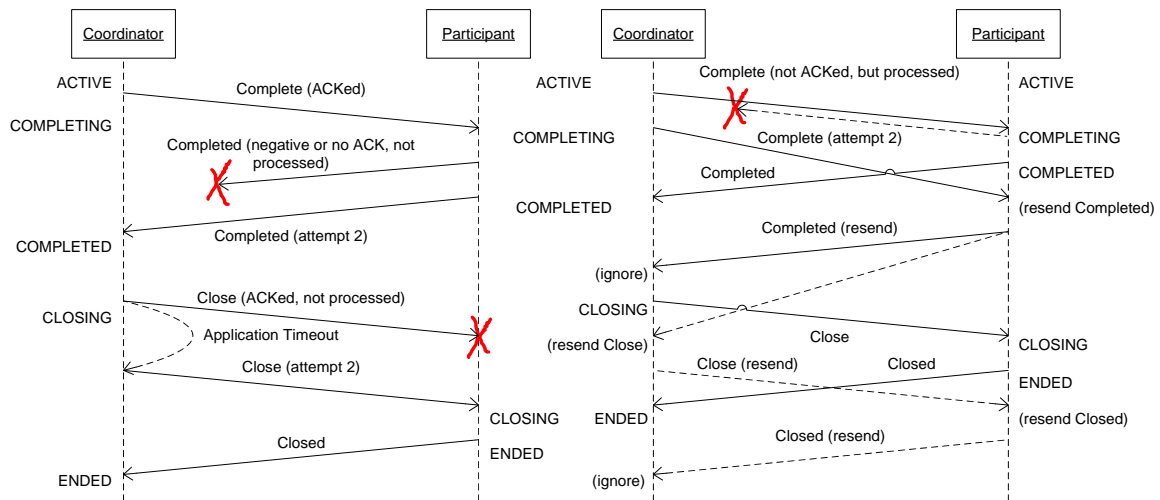 Coordinator
Participant
ACTIVE
Complete (ACKed)
COMPLETING
COMPLETING
Completed (negative or no ACK, not
processed)
COMPLETED
Completed (attempt 2)
COMPLETED
Close (ACKed, not processed)
CLOSING
Application Timeout
Close (attempt 2)
CLOSING
Closed
ENDED
ENDED
Coordinator
Participant
Complete (not ACKed, but processed)
ACTIVE
ACTIVE
Complete (attempt 2)
COMPLETING
Completed
COMPLETED
(resend Completed)
Completed (resend)
(ignore)
CLOSING
Close
(resend Close)
CLOSING
Close (resend)
Closed
ENDED
ENDED
(resend Closed)
Closed (resend)
(ignore)